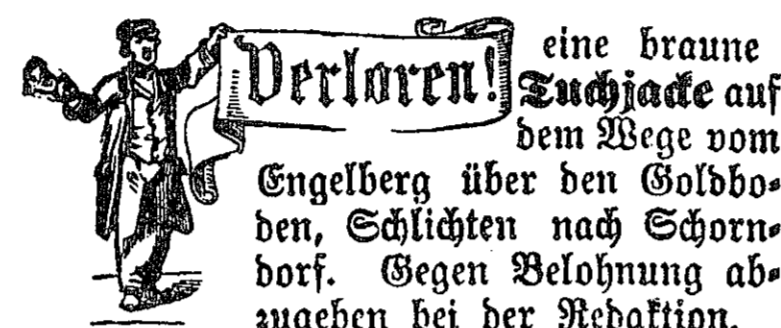 Verloren!
eine braune
Tuchjacke auf
dem Wege vom
Engelberg über den Goldbo-
den, Schlichten nach Schorn-
dorf. Gegen Belohnung ab-
zugeben bei der Redaktion.